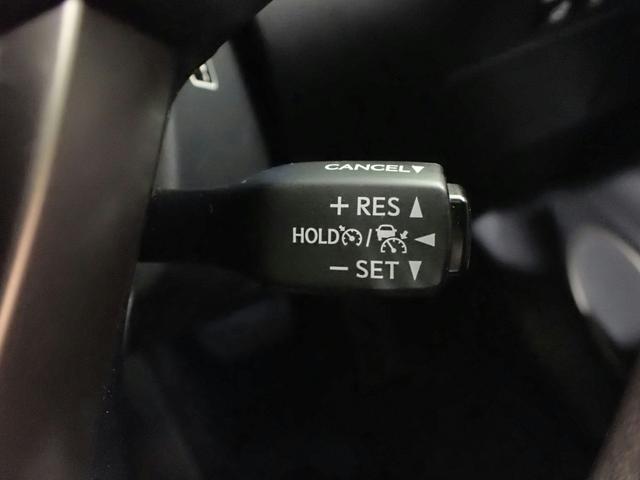 CANCEL▼
+ RES ▲
HOLD / ◀
− SET ▼